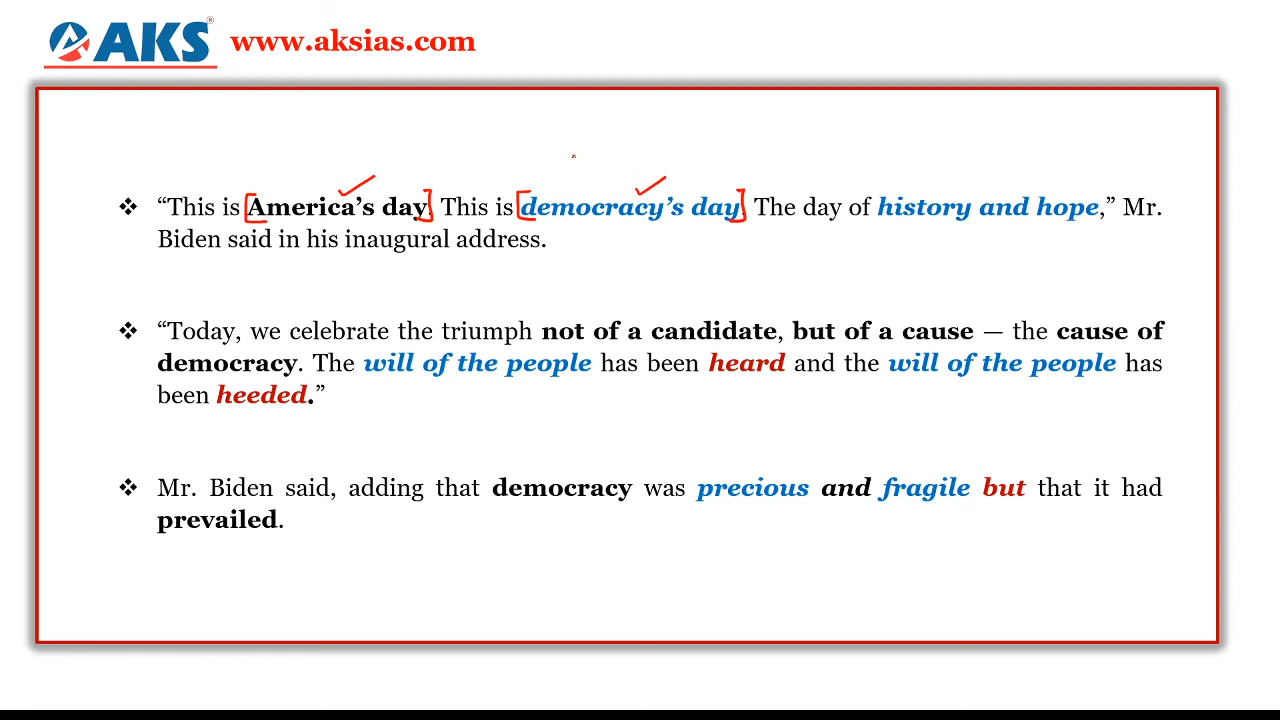 AKS® www.aksias.com
❖ “This is America’s day. This is democracy’s day. The day of history and hope,” Mr.
Biden said in his inaugural address.
❖ “Today, we celebrate the triumph not of a candidate, but of a cause — the cause of
democracy. The will of the people has been heard and the will of the people has
been heeded.”
❖ Mr. Biden said, adding that democracy was precious and fragile but that it had
prevailed.